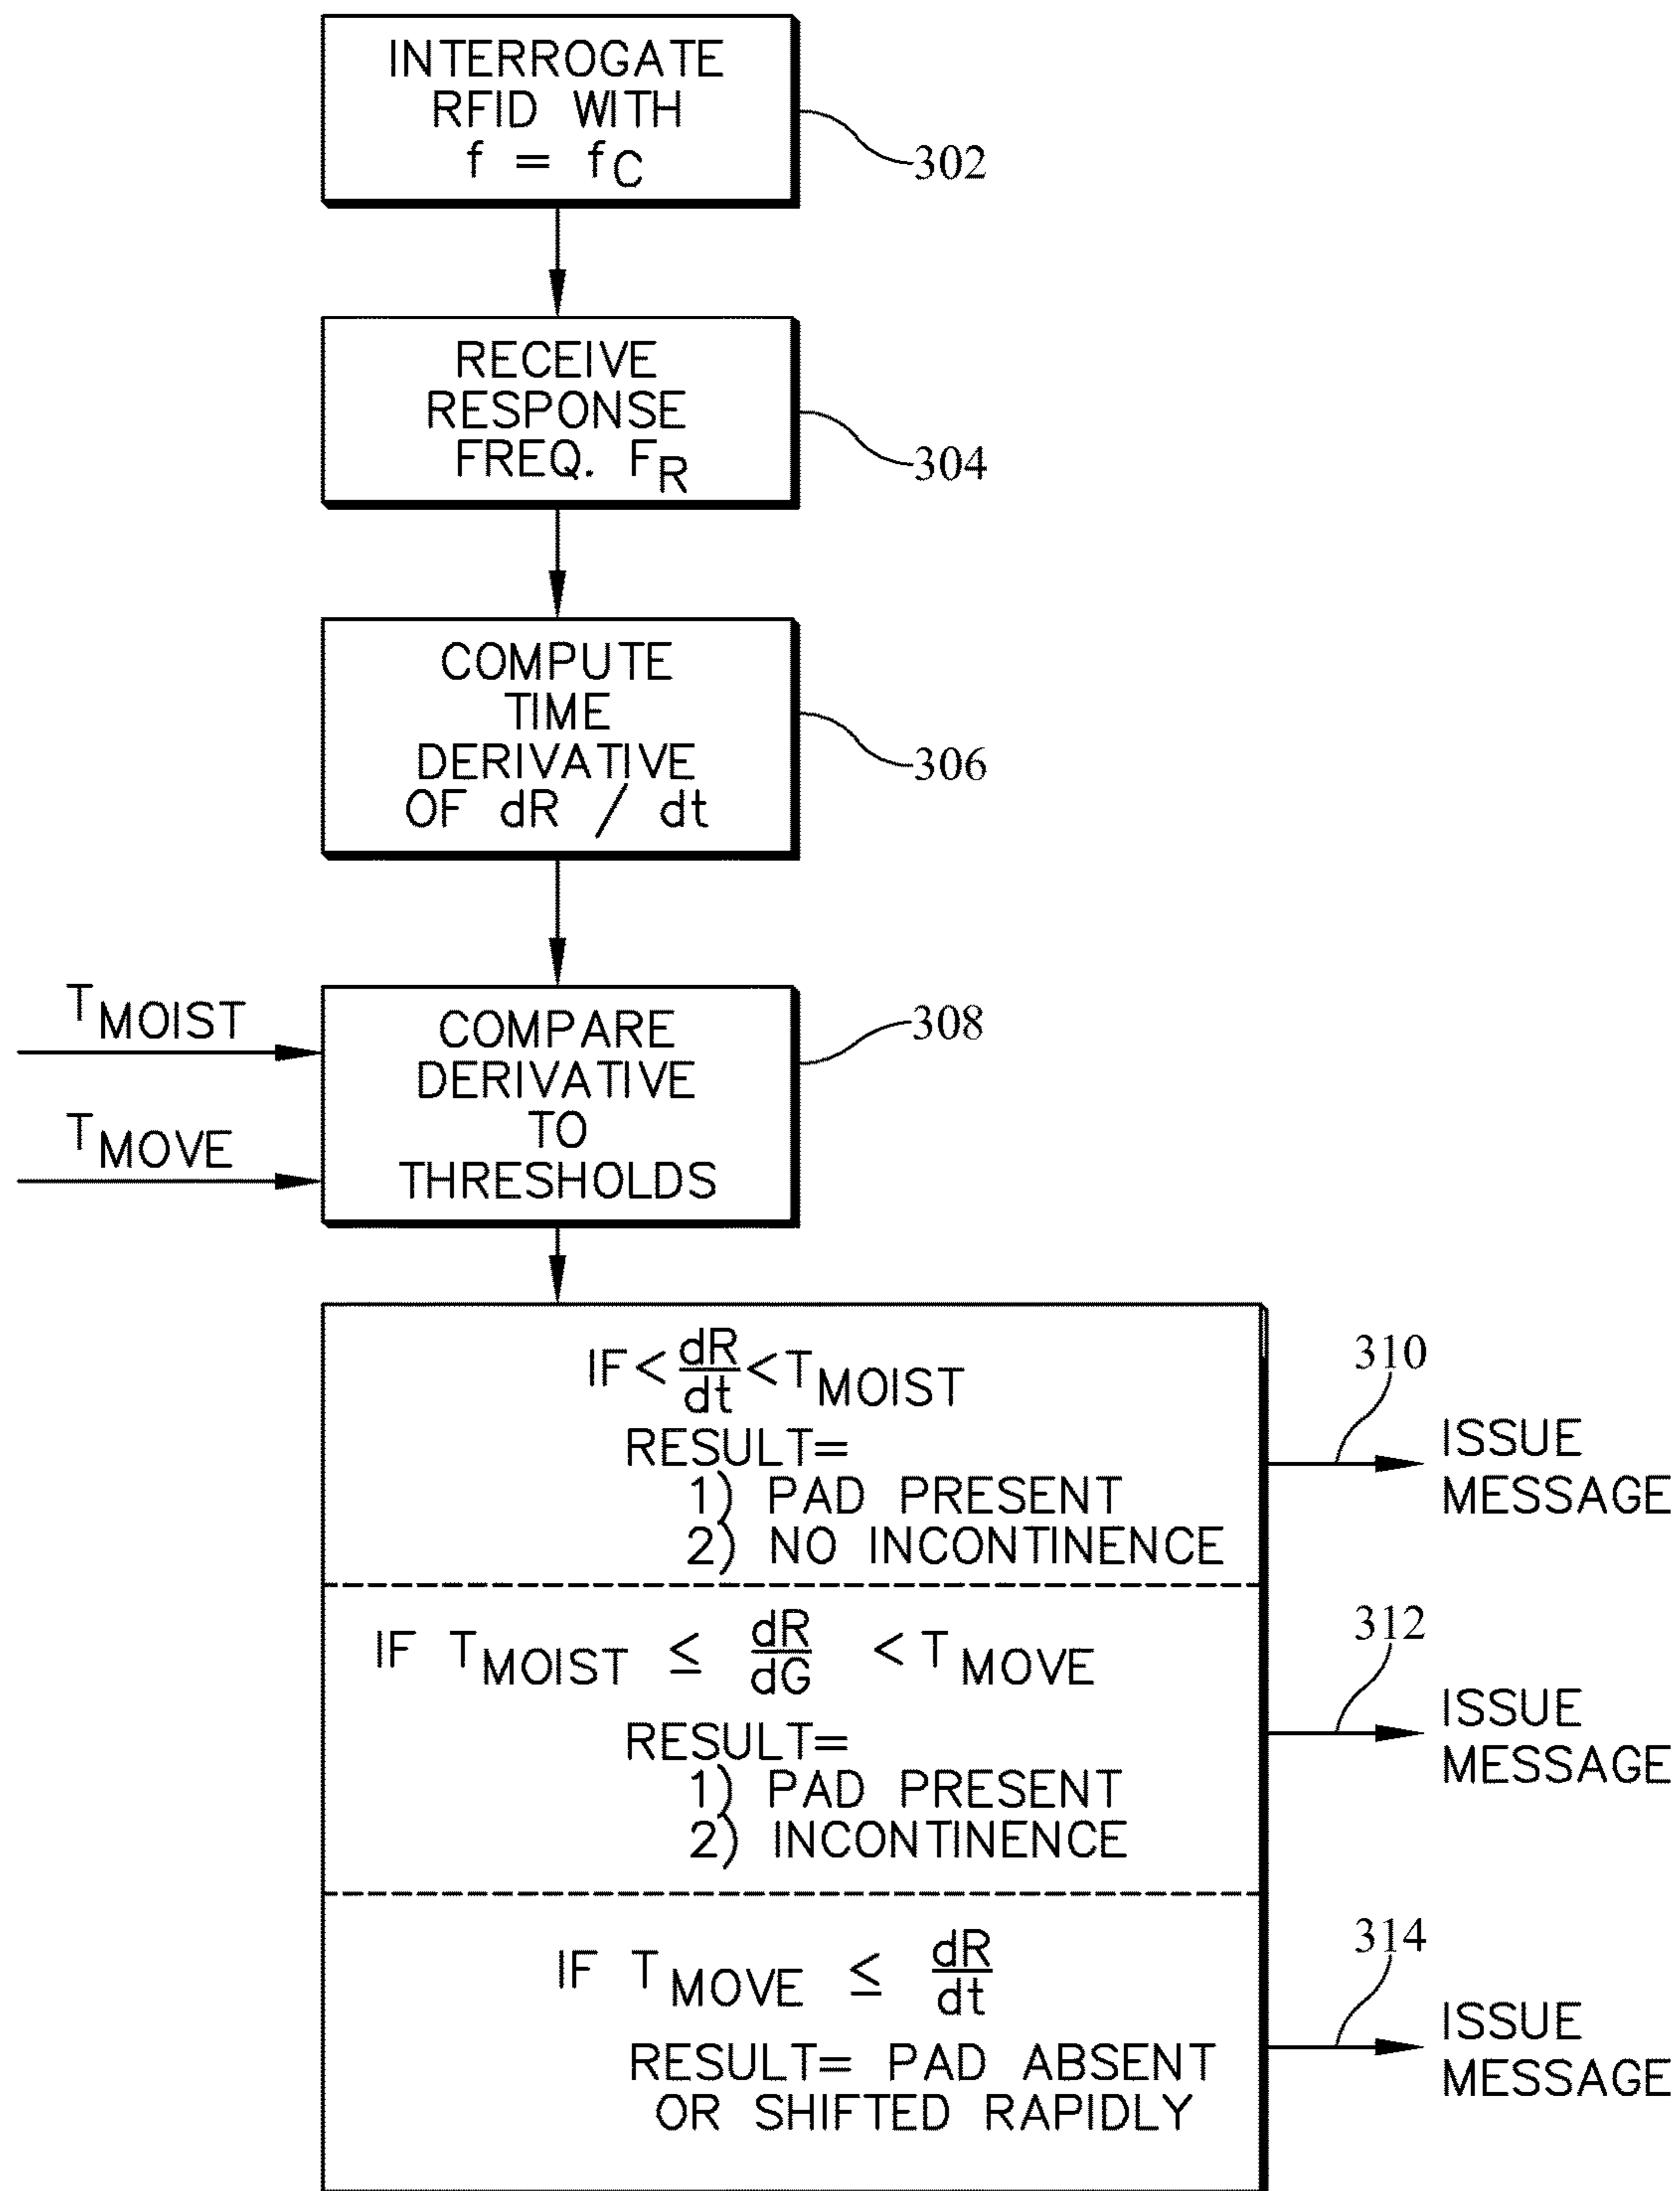 INTERROGATE
RFID WITH
f = fC
302
RECEIVE
RESPONSE
FREQ. FR
304
COMPUTE
TIME
DERIVATIVE
OF dR / dt
306
TMOIST
TMOVE
COMPARE
DERIVATIVE
TO
THRESHOLDS
308
IF < dR/dt < TMOIST
RESULT=
1) PAD PRESENT
2) NO INCONTINENCE
310
ISSUE
MESSAGE
IF TMOIST ≤ dR/dG < TMOVE
RESULT=
1) PAD PRESENT
2) INCONTINENCE
312
ISSUE
MESSAGE
IF TMOVE ≤ dR/dt
RESULT= PAD ABSENT
OR SHIFTED RAPIDLY
314
ISSUE
MESSAGE